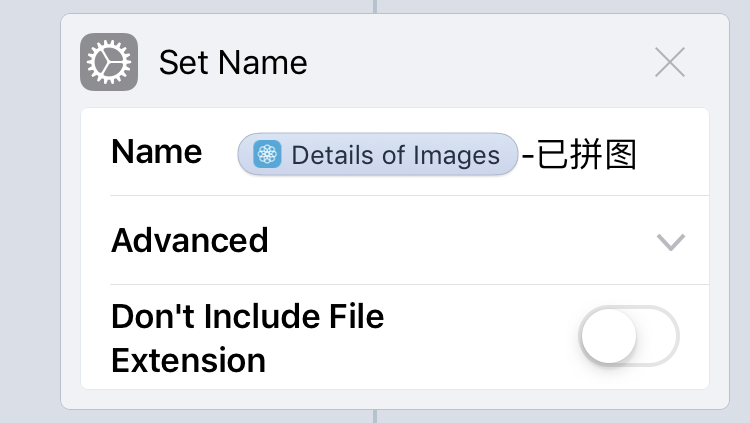 Set Name
Name Details of Images -已拼图
Advanced
Don't Include File
Extension